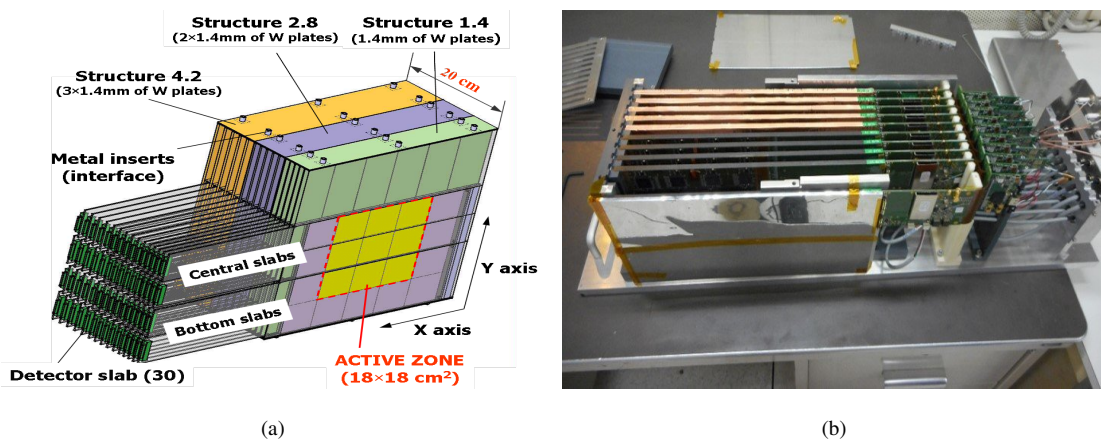 Structure 2.8
(2×1.4mm of W plates)
Structure 1.4
(1.4mm of W plates)
Structure 4.2
(3×1.4mm of W plates)
20 cm
Metal inserts
(interface)
Central slabs
Y axis
Bottom slabs
X axis
ACTIVE ZONE
(18×18 cm²)
Detector slab (30)
(a)
(b)